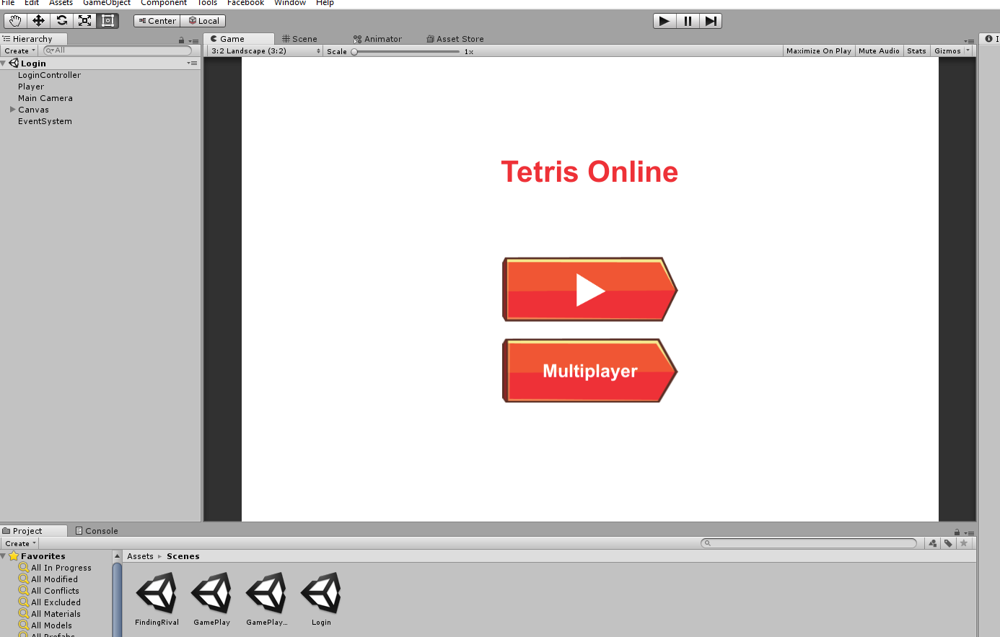 File Edit Assets GameObject Component Tools Facebook Window Help
Center Local
Hierarchy
Create All
Login
LoginController
Player
Main Camera
Canvas
EventSystem
Game Scene Animator Asset Store
3:2 Landscape (3:2) Scale 1x Maximize On Play Mute Audio Stats Gizmos
Tetris Online
Multiplayer
Project Console
Create
Favorites
All In Progress
All Modified
All Conflicts
All Excluded
All Materials
All Models
All Prefabs
Assets Scenes
FindingRival GamePlay GamePlay... Login